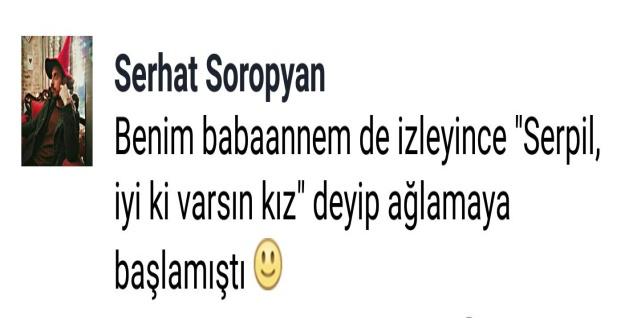 Serhat Soropyan
Benim babaannem de izleyince "Serpil,
iyi ki varsın kız" deyip ağlamaya
başlamıştı 🙂